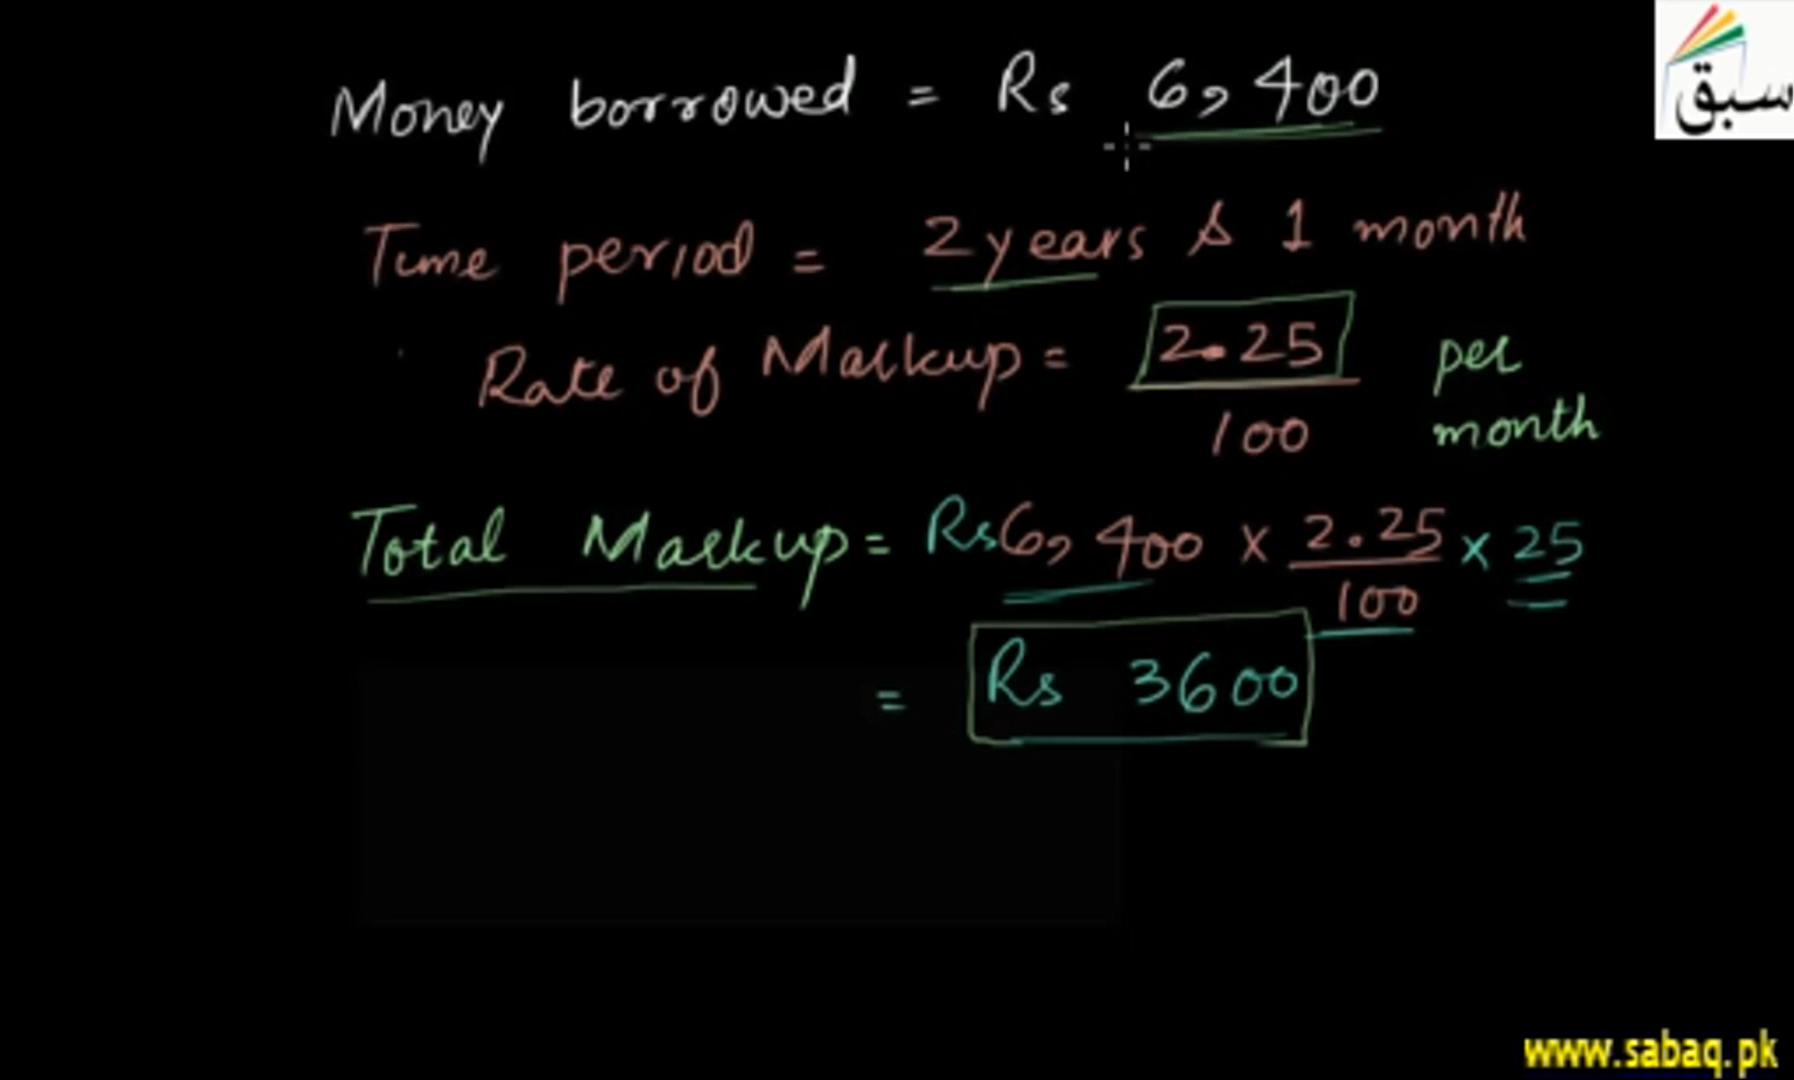 سبق
Money borrowed = Rs 6,400
Time period = 2 years & 1 month
Rate of Markup = 2.25/100 per month
Total Markup = Rs 6,400 x 2.25/100 x 25
= Rs 3600
www.sabaq.pk